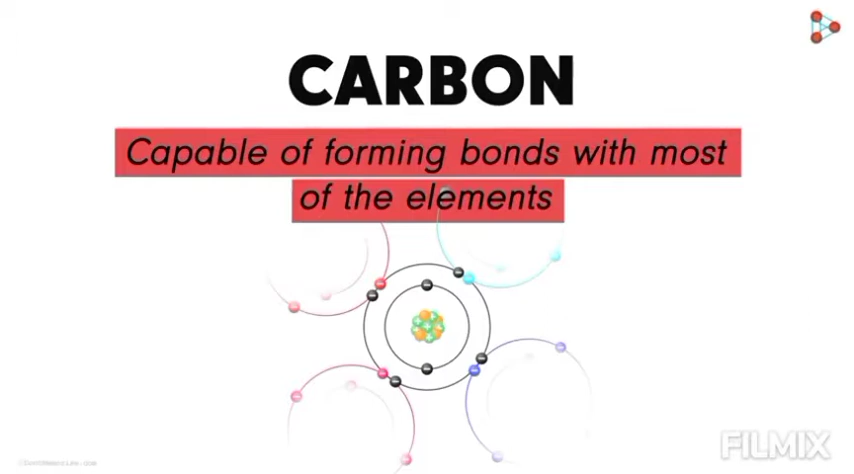 CARBON
Capable of forming bonds with most
of the elements
FILMIX